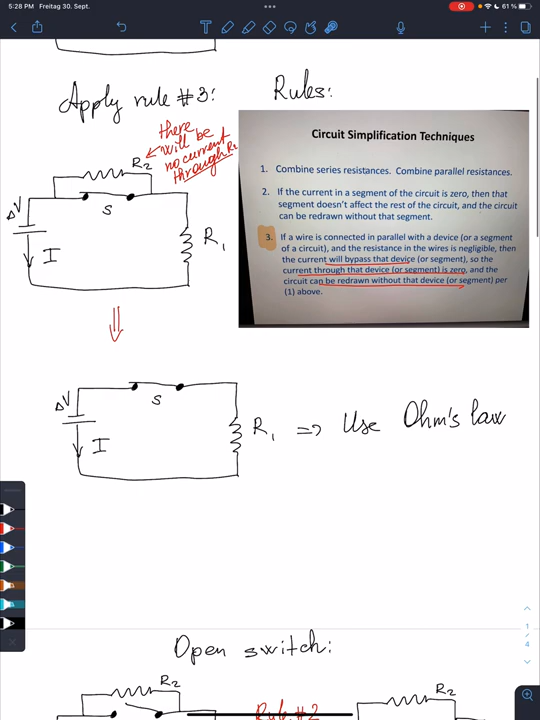 5:28 PM Freitag 30. Sept.
61 %
T
Apply rule #3:
Rules:
there
will be
no current
through R2
R2
ΔV
S
I
R1
Circuit Simplification Techniques
1. Combine series resistances. Combine parallel resistances.
2. If the current in a segment of the circuit is zero, then that
segment doesn't affect the rest of the circuit, and the circuit
can be redrawn without that segment.
3. If a wire is connected in parallel with a device (or a segment
of a circuit), and the resistance in the wires is negligible, then
the current will bypass that device (or segment), so the
current through that device (or segment) is zero, and the
circuit can be redrawn without that device (or segment) per
(1) above.
⇓
ΔV
S
I
R1 => Use Ohm's law
1
/
4
Open switch:
R2
Rule #2
R2